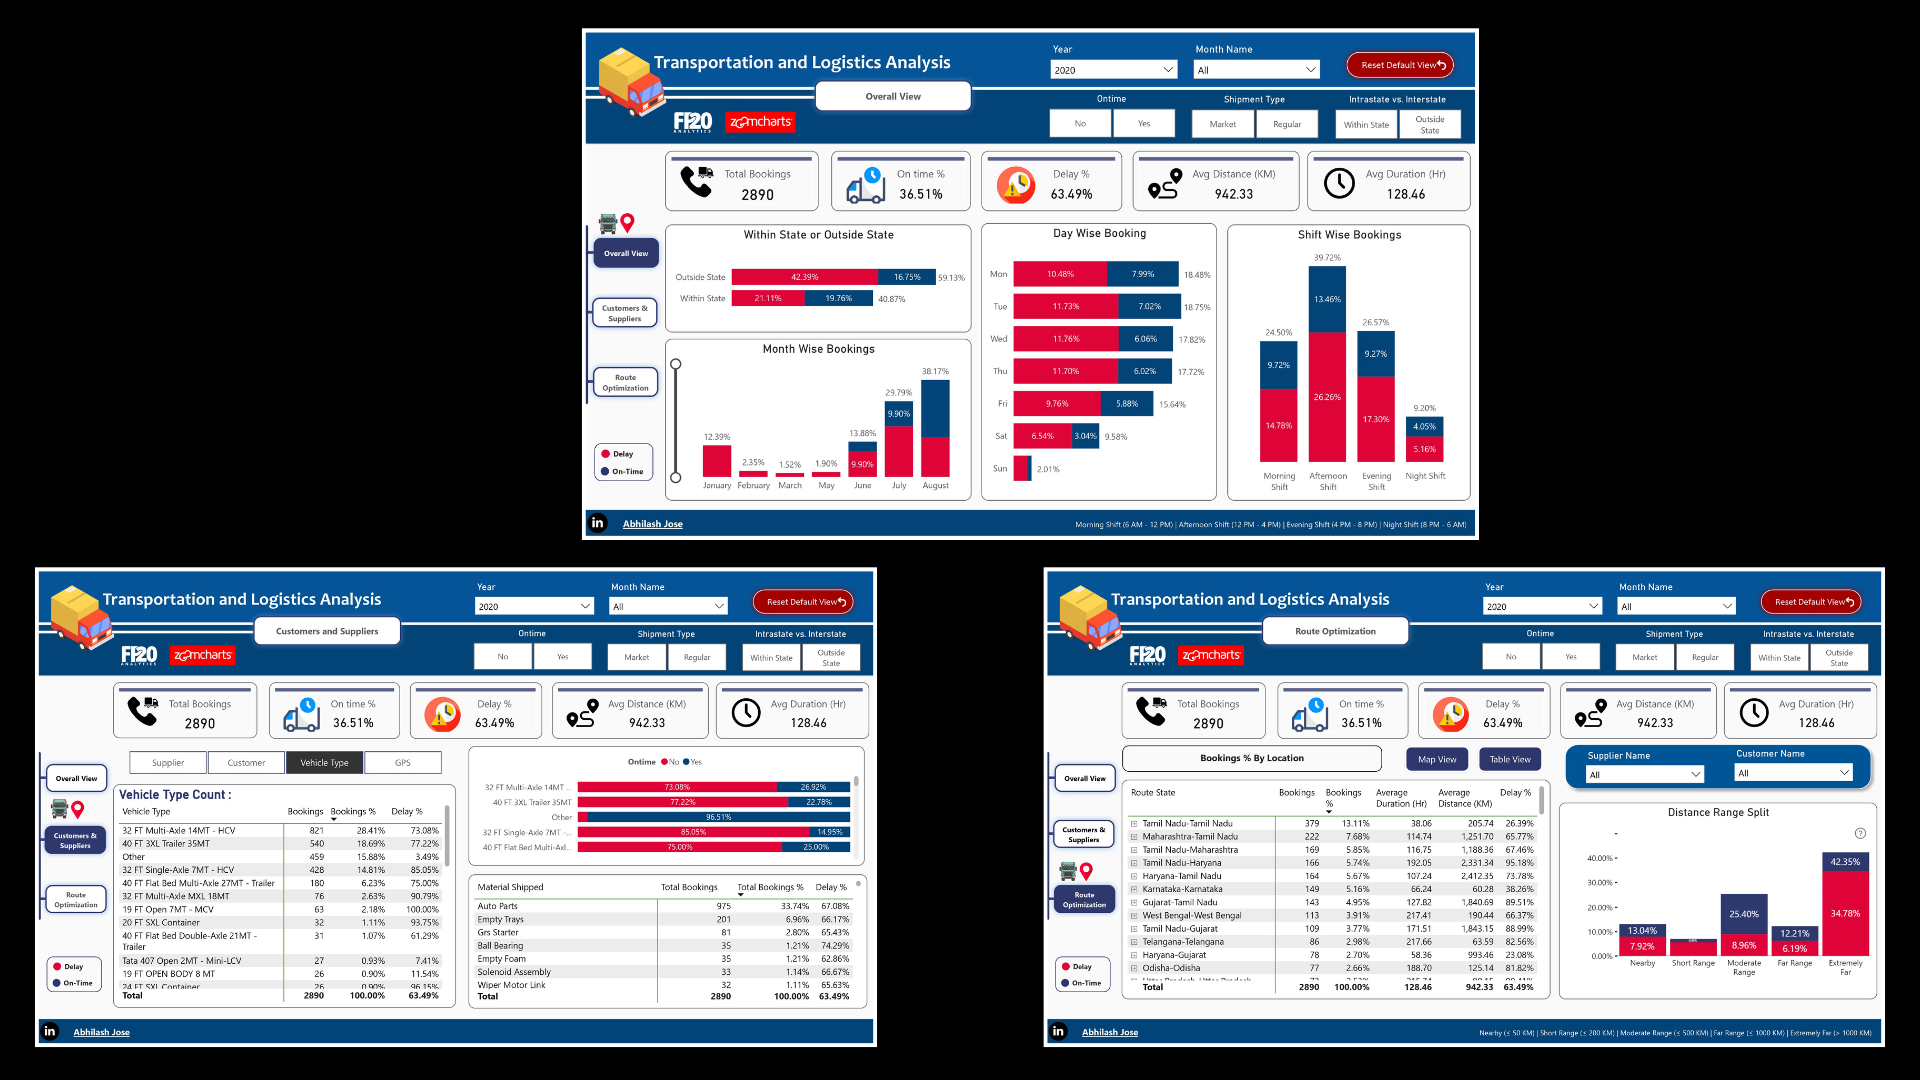 Transportation and Logistics Analysis
Year
Month Name
2020
All
Reset Default View
Overall View
Ontime
Shipment Type
Intrastate vs. Interstate
No
Yes
Market
Regular
Within State
Outside
State
FP20
ANALYTICS
zoomcharts
Total Bookings
2890
On time %
36.51%
Delay %
63.49%
Avg Distance (KM)
942.33
Avg Duration (Hr)
128.46
Overall View
Customers &
Suppliers
Route
Optimization
Delay
On-Time
Within State or Outside State
Outside State 42.39% 16.75% 59.13%
Within State 21.11% 19.76% 40.87%
Month Wise Bookings
12.39%
2.35%
1.52%
1.90%
13.88%
9.90%
29.79%
9.90%
38.17%
January February March May June July August
Day Wise Booking
Mon 10.48% 7.99% 18.48%
Tue 11.73% 7.02% 18.75%
Wed 11.76% 6.06% 17.82%
Thu 11.70% 6.02% 17.72%
Fri 9.76% 5.88% 15.64%
Sat 6.54% 3.04% 9.58%
Sun 2.01%
Shift Wise Bookings
24.50%
9.72%
14.78%
39.72%
13.46%
26.26%
26.57%
9.27%
17.30%
9.20%
4.05%
5.16%
Morning
Shift
Afternoon
Shift
Evening
Shift
Night Shift
in
Abhilash Jose
Morning Shift (6 AM - 12 PM) | Afternoon Shift (12 PM - 4 PM) | Evening Shift (4 PM - 8 PM) | Night Shift (8 PM - 6 AM)
Transportation and Logistics Analysis
Year
Month Name
2020
All
Reset Default View
Customers and Suppliers
Ontime
Shipment Type
Intrastate vs. Interstate
No
Yes
Market
Regular
Within State
Outside
State
FP20
ANALYTICS
zoomcharts
Total Bookings
2890
On time %
36.51%
Delay %
63.49%
Avg Distance (KM)
942.33
Avg Duration (Hr)
128.46
Overall View
Customers &
Suppliers
Route
Optimization
Delay
On-Time
Supplier
Customer
Vehicle Type
GPS
Vehicle Type Count :
Vehicle Type Bookings Bookings % Delay %
32 FT Multi-Axle 14MT - HCV 821 28.41% 73.08%
40 FT 3XL Trailer 35MT 540 18.69% 77.22%
Other 459 15.88% 3.49%
32 FT Single-Axle 7MT - HCV 428 14.81% 85.05%
40 FT Flat Bed Multi-Axle 27MT - Trailer 180 6.23% 75.00%
32 FT Multi-Axle MXL 18MT 76 2.63% 90.79%
19 FT Open 7MT - MCV 63 2.18% 100.00%
20 FT SXL Container 32 1.11% 93.75%
40 FT Flat Bed Double-Axle 21MT - 31 1.07% 61.29%
Trailer
Tata 407 Open 2MT - Mini-LCV 27 0.93% 7.41%
19 FT OPEN BODY 8 MT 26 0.90% 11.54%
24 FT SXL Container 26 0.90% 96.15%
Total 2890 100.00% 63.49%
Ontime No Yes
32 FT Multi-Axle 14MT ... 73.08% 26.92%
40 FT 3XL Trailer 35MT 77.22% 22.78%
Other 96.51%
32 FT Single-Axle 7MT -... 85.05% 14.95%
40 FT Flat Bed Multi-Axl... 75.00% 25.00%
Material Shipped Total Bookings Total Bookings % Delay %
Auto Parts 975 33.74% 67.08%
Empty Trays 201 6.96% 66.17%
Grs Starter 81 2.80% 65.43%
Ball Bearing 35 1.21% 74.29%
Empty Foam 35 1.21% 62.86%
Solenoid Assembly 33 1.14% 66.67%
Wiper Motor Link 32 1.11% 65.63%
Total 2890 100.00% 63.49%
in
Abhilash Jose
Transportation and Logistics Analysis
Year
Month Name
2020
All
Reset Default View
Route Optimization
Ontime
Shipment Type
Intrastate vs. Interstate
No
Yes
Market
Regular
Within State
Outside
State
FP20
ANALYTICS
zoomcharts
Total Bookings
2890
On time %
36.51%
Delay %
63.49%
Avg Distance (KM)
942.33
Avg Duration (Hr)
128.46
Overall View
Customers &
Suppliers
Route
Optimization
Delay
On-Time
Bookings % By Location
Map View
Table View
Supplier Name
All
Customer Name
All
Route State Bookings Bookings Average Average Delay %
% Duration (Hr) Distance (KM)
Tamil Nadu-Tamil Nadu 379 13.11% 38.06 205.74 26.39%
Maharashtra-Tamil Nadu 222 7.68% 114.74 1,251.70 65.77%
Tamil Nadu-Maharashtra 169 5.85% 116.75 1,188.36 67.46%
Tamil Nadu-Haryana 166 5.74% 192.05 2,331.34 95.18%
Haryana-Tamil Nadu 164 5.67% 107.24 2,412.35 73.78%
Karnataka-Karnataka 149 5.16% 66.24 60.28 38.26%
Gujarat-Tamil Nadu 143 4.95% 127.82 1,840.69 89.51%
West Bengal-West Bengal 113 3.91% 217.41 190.44 66.37%
Tamil Nadu-Gujarat 109 3.77% 171.51 1,843.15 88.99%
Telangana-Telangana 86 2.98% 217.66 63.59 82.56%
Haryana-Gujarat 78 2.70% 58.36 993.46 23.08%
Odisha-Odisha 77 2.66% 188.70 125.14 81.82%
Total 2890 100.00% 128.46 942.33 63.49%
Distance Range Split
?
40.00%
30.00%
20.00%
10.00%
0.00%
13.04%
7.92%
25.40%
8.96%
12.21%
6.19%
42.35%
34.78%
Nearby
Short Range
Moderate
Range
Far Range
Extremely
Far
in
Abhilash Jose
Nearby (≤ 50 KM) | Short Range (≤ 200 KM) | Moderate Range (≤ 500 KM) | Far Range (≤ 1000 KM) | Extremely Far (> 1000 KM)